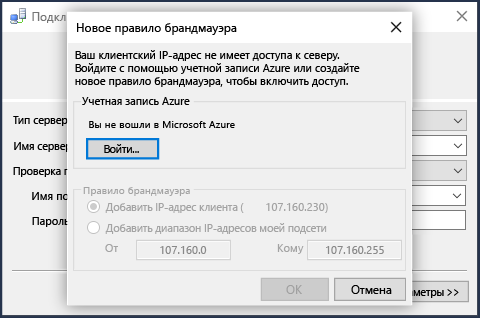 Подкл
Новое правило брандмауэра
Ваш клиентский IP-адрес не имеет доступа к северу.
Войдите с помощью учетной записи Azure или создайте
новое правило брандмауэра, чтобы включить доступ.
Учетная запись Azure
Вы не вошли в Microsoft Azure
Войти...
Тип сервер
Имя сервер
Проверка п
Имя по
Пароль
Правило брандмауэра
Добавить IP-адрес клиента ( 107.160.230)
Добавить диапазон IP-адресов моей подсети
От 107.160.0 Кому 107.160.255
ОК Отмена
аметры >>